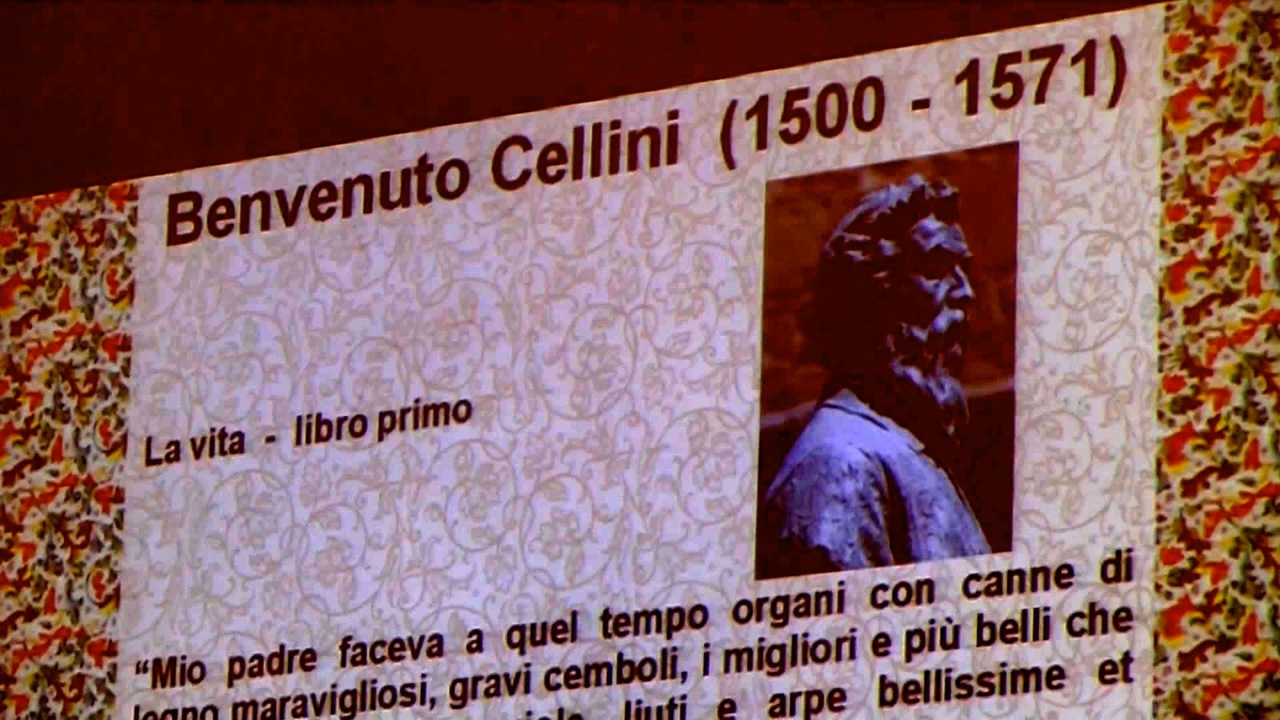 Benvenuto Cellini (1500 - 1571)
La vita - libro primo
“Mio padre faceva a quel tempo organi con canne di
legno maravigliosi, gravi cemboli, i migliori e più belli che
liuti e arpe bellissime et